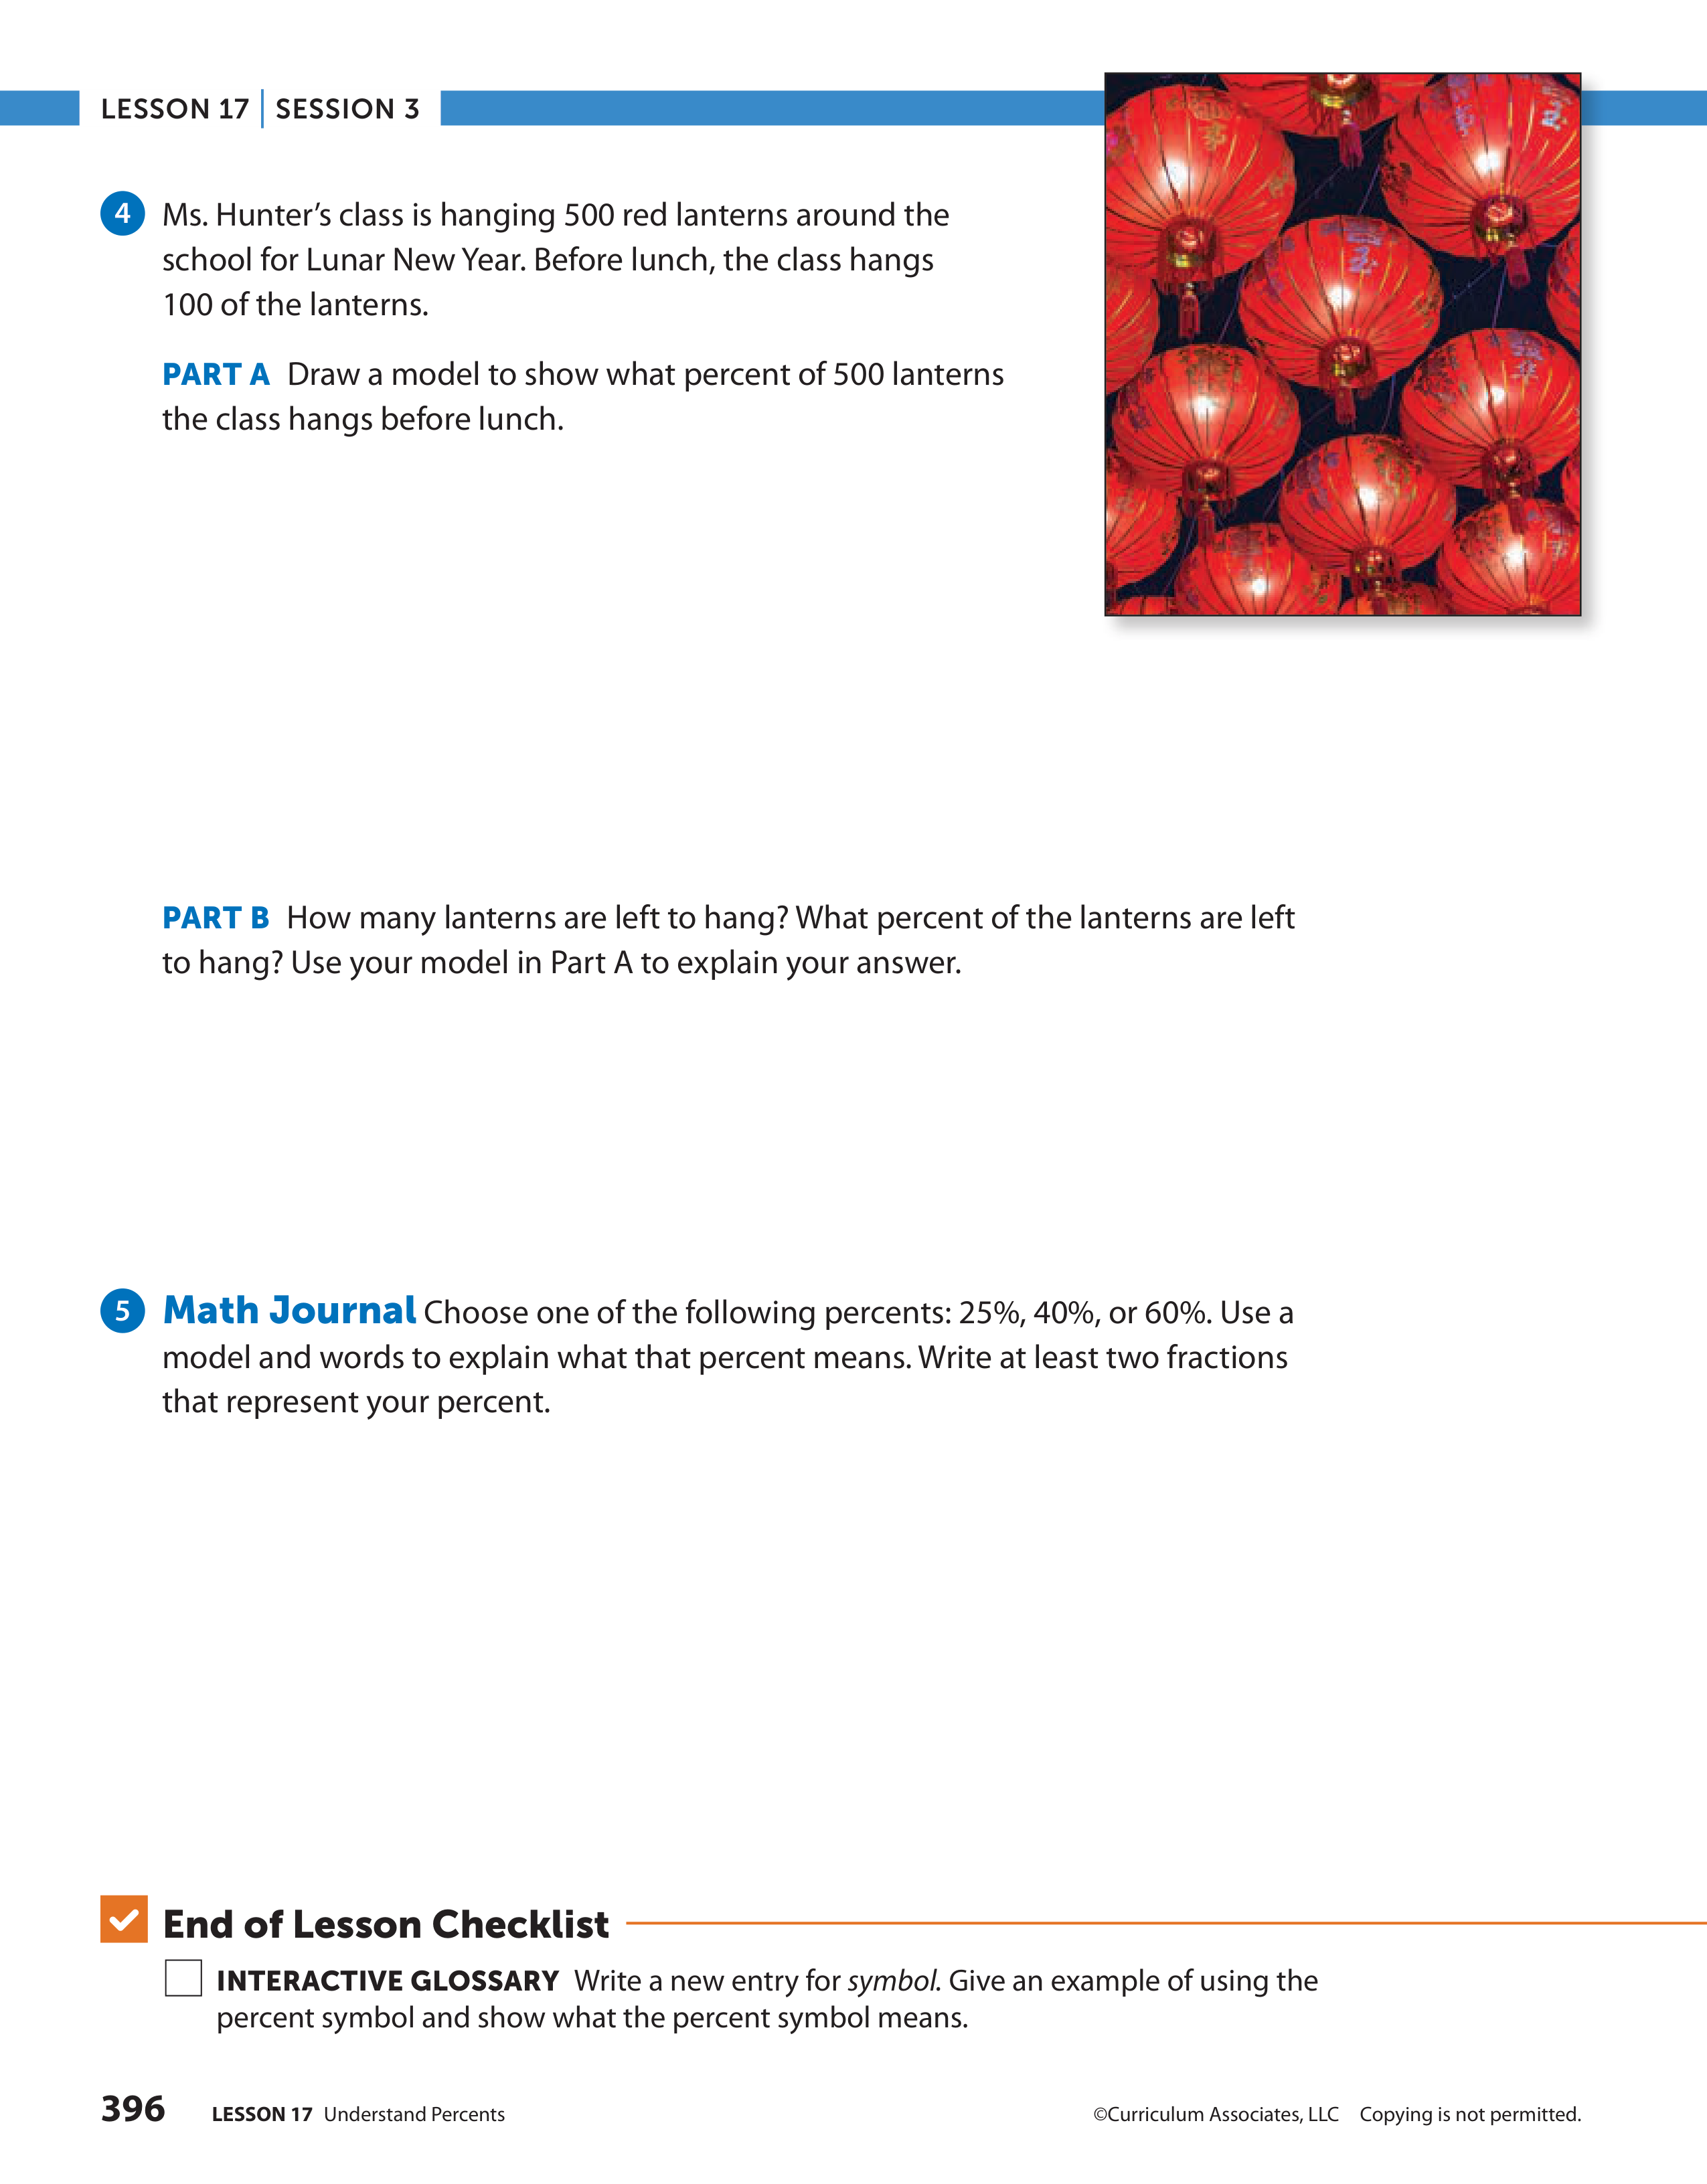 LESSON 17 | SESSION 3
4 Ms. Hunter’s class is hanging 500 red lanterns around the
school for Lunar New Year. Before lunch, the class hangs
100 of the lanterns.
PART A Draw a model to show what percent of 500 lanterns
the class hangs before lunch.
PART B How many lanterns are left to hang? What percent of the lanterns are left
to hang? Use your model in Part A to explain your answer.
5 Math Journal Choose one of the following percents: 25%, 40%, or 60%. Use a
model and words to explain what that percent means. Write at least two fractions
that represent your percent.
End of Lesson Checklist
INTERACTIVE GLOSSARY Write a new entry for symbol. Give an example of using the
percent symbol and show what the percent symbol means.
396 LESSON 17 Understand Percents ©Curriculum Associates, LLC Copying is not permitted.